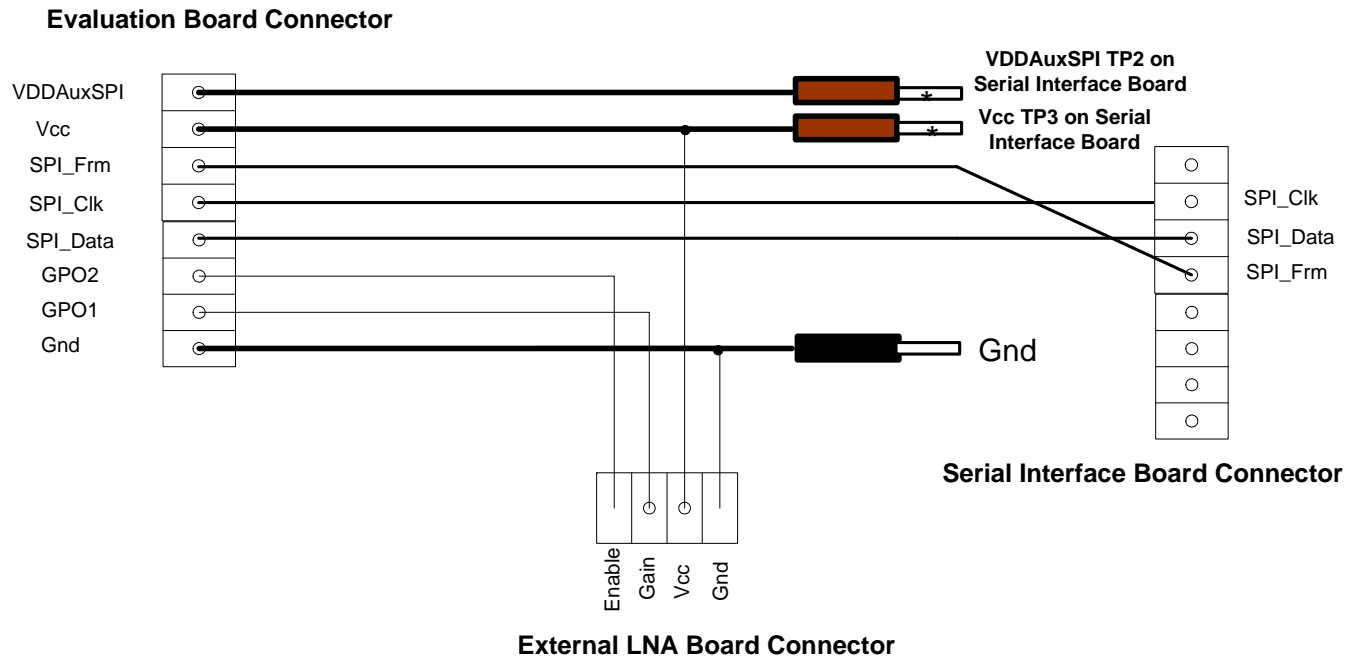 Evaluation Board Connector
VDDAuxSPI TP2 on
Serial Interface Board
VDDAuxSPI
*
Vcc
Vcc TP3 on Serial
Interface Board
*
SPI_Frm
SPI_Clk
SPI_Clk
SPI_Data
SPI_Data
GPO2
SPI_Frm
GPO1
Gnd
Gnd
Serial Interface Board Connector
Enable
Gain
Vcc
Gnd
External LNA Board Connector